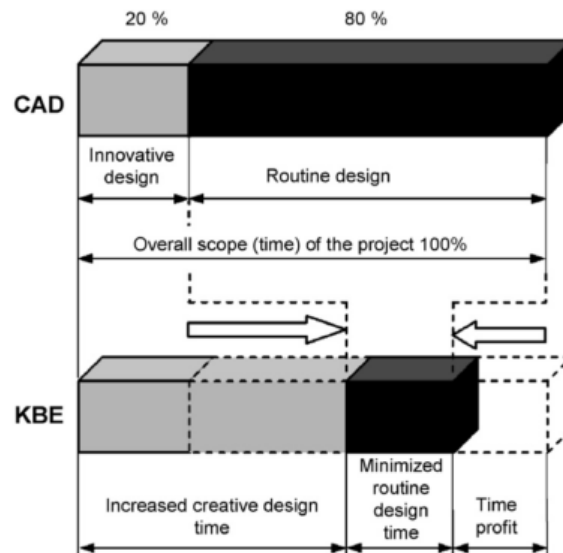 20 %
80 %
CAD
Innovative
design
Routine design
Overall scope (time) of the project 100%
KBE
Increased creative design
time
Minimized
routine
design
time
Time
profit